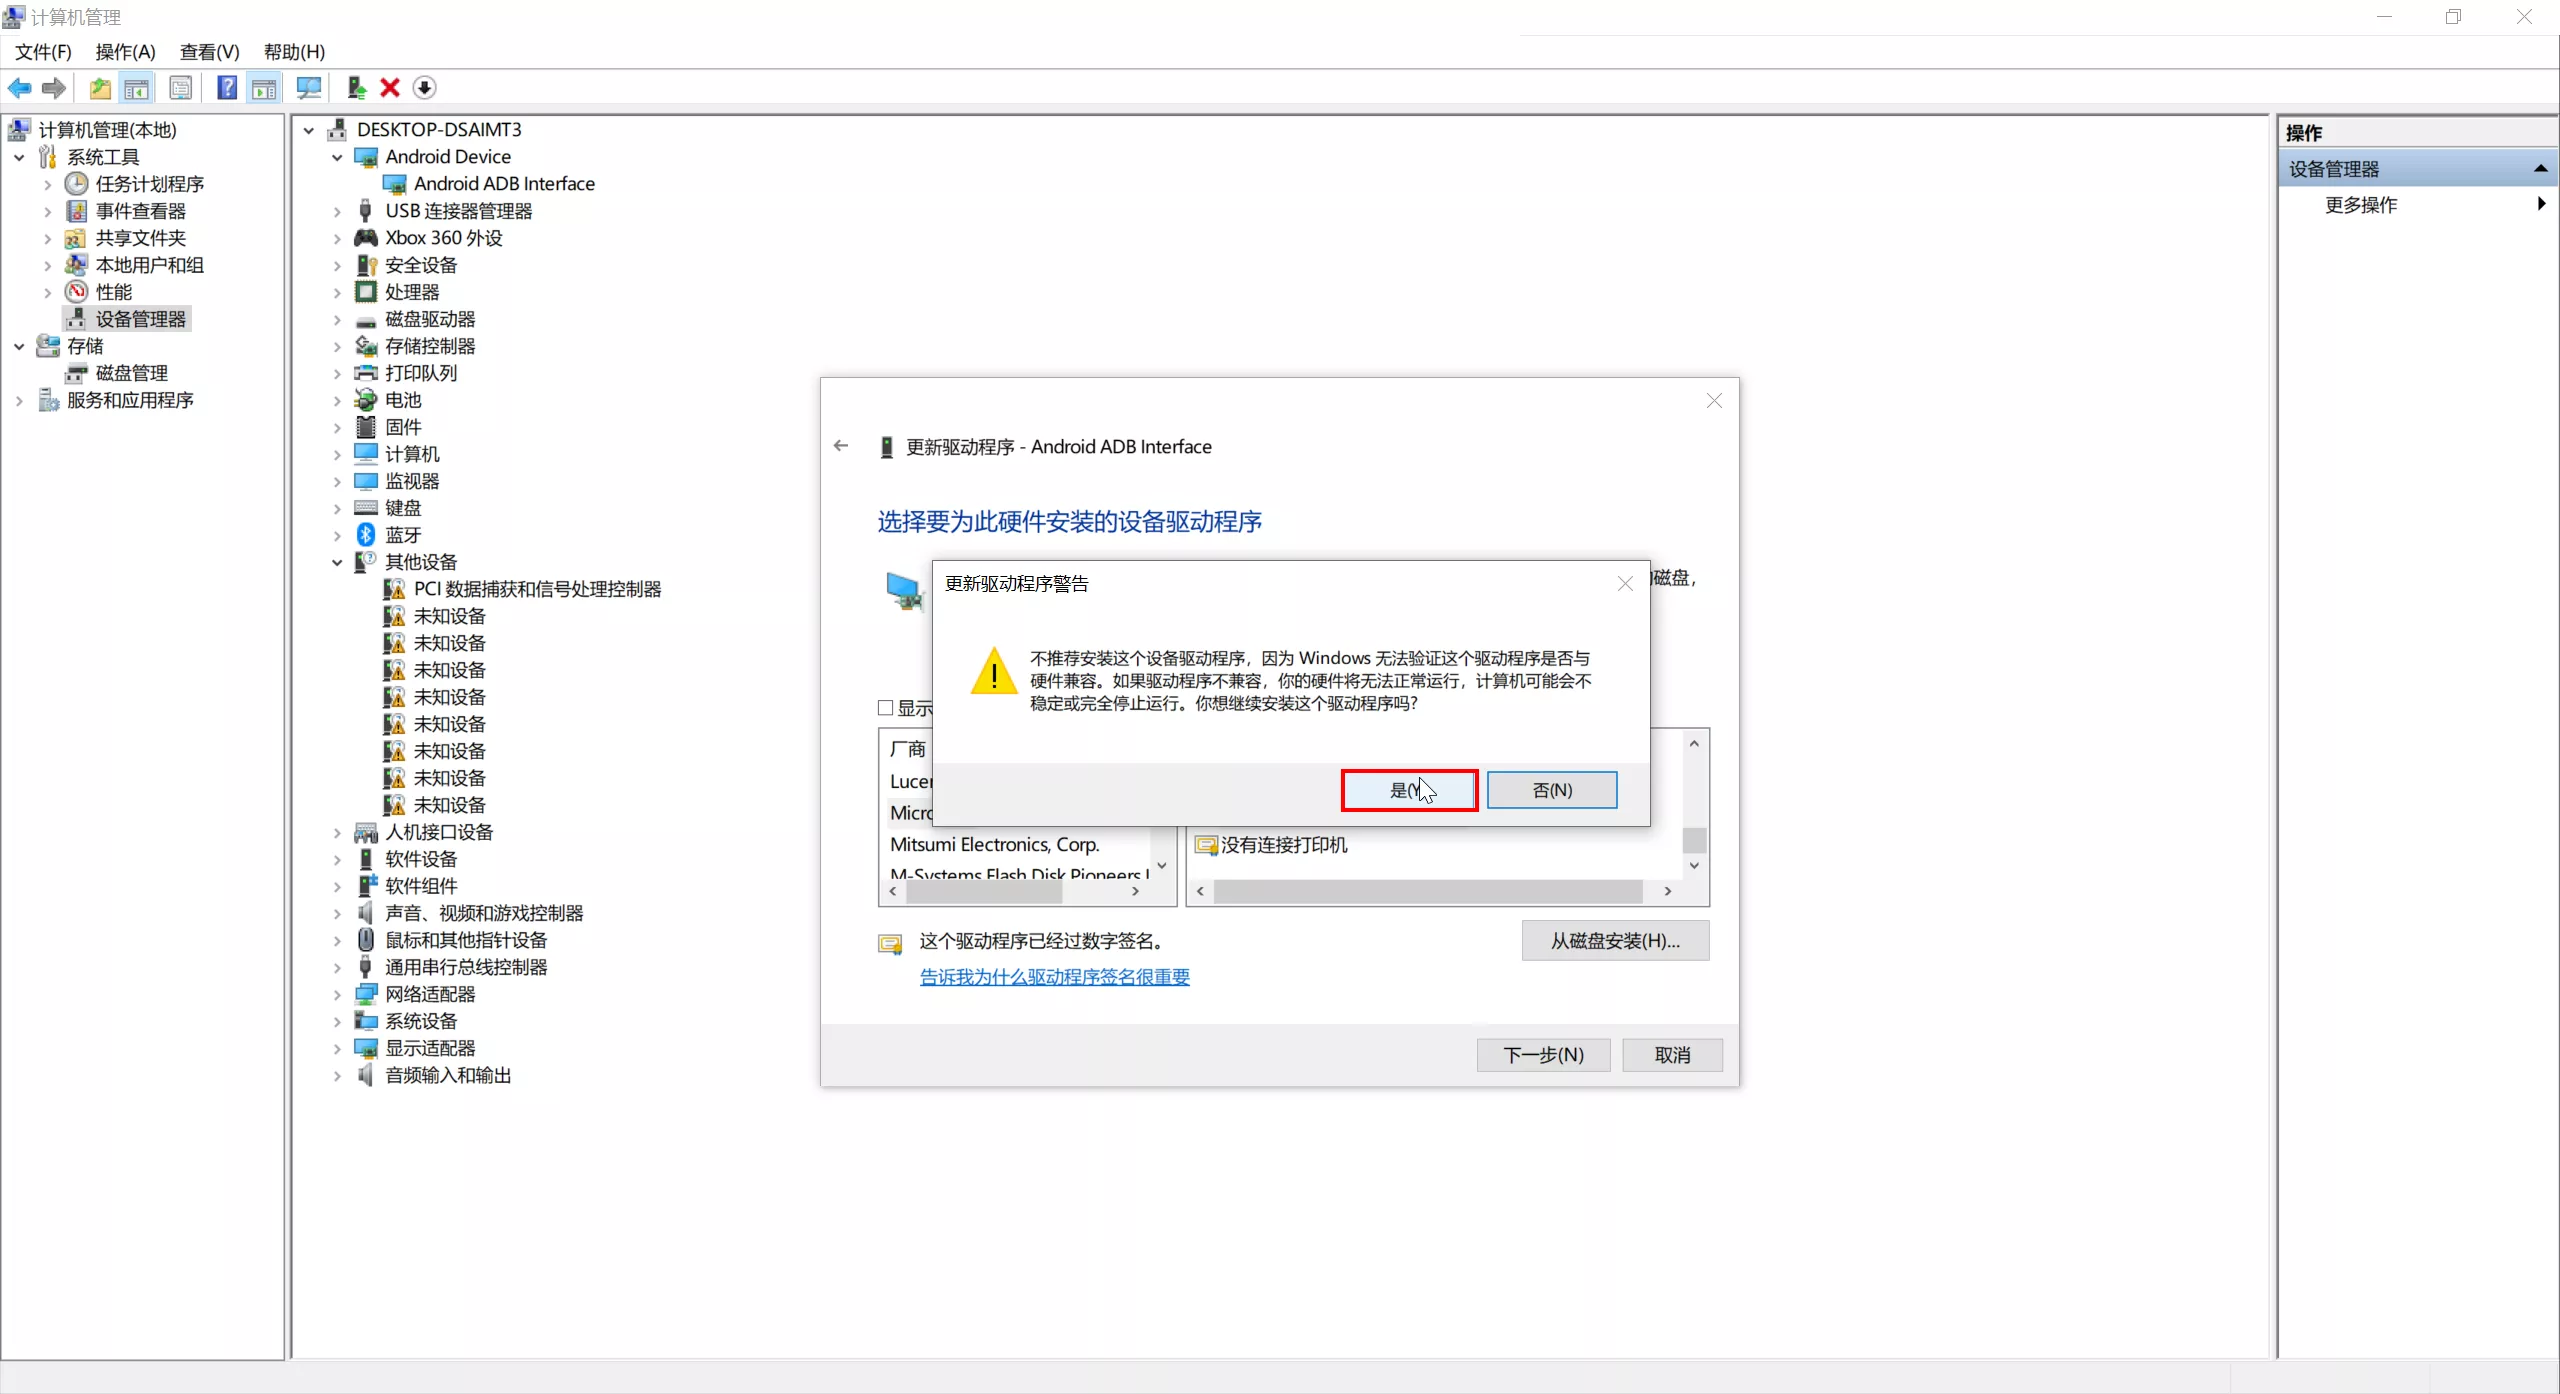 计算机管理
文件(F) 操作(A) 查看(V) 帮助(H)
计算机管理(本地)
系统工具
任务计划程序
事件查看器
共享文件夹
本地用户和组
性能
设备管理器
存储
磁盘管理
服务和应用程序
DESKTOP-DSAIMT3
Android Device
Android ADB Interface
USB 连接器管理器
Xbox 360 外设
安全设备
处理器
磁盘驱动器
存储控制器
打印队列
电池
固件
计算机
监视器
键盘
蓝牙
其他设备
PCI 数据捕获和信号处理控制器
未知设备
未知设备
未知设备
未知设备
未知设备
未知设备
未知设备
未知设备
人机接口设备
软件设备
软件组件
声音、视频和游戏控制器
鼠标和其他指针设备
通用串行总线控制器
网络适配器
系统设备
显示适配器
音频输入和输出
更新驱动程序 - Android ADB Interface
选择要为此硬件安装的设备驱动程序
磁盘，
更新驱动程序警告
不推荐安装这个设备驱动程序，因为 Windows 无法验证这个驱动程序是否与
硬件兼容。如果驱动程序不兼容，你的硬件将无法正常运行，计算机可能会不
稳定或完全停止运行。你想继续安装这个驱动程序吗?
是(Y 否(N)
显示
厂商
Lucer
Micro
Mitsumi Electronics, Corp.
M-Systems Flash Disk Pioneers
没有连接打印机
这个驱动程序已经过数字签名。
告诉我为什么驱动程序签名很重要
从磁盘安装(H)...
下一步(N) 取消
操作
设备管理器
更多操作